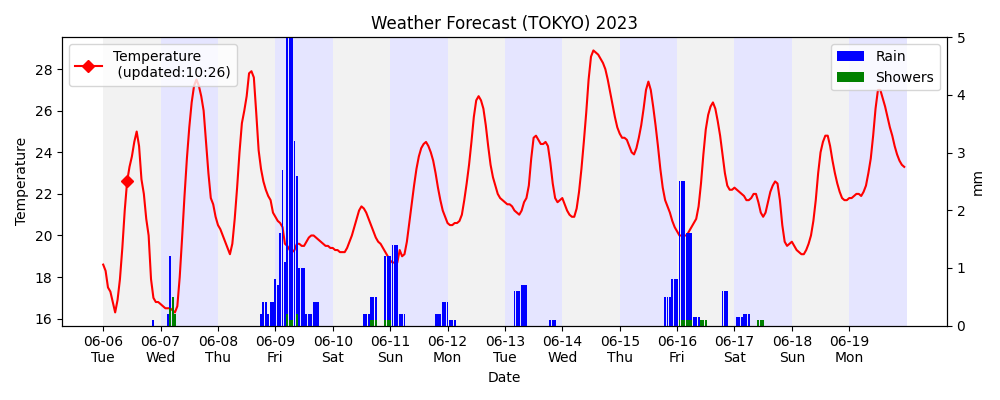 Weather Forecast (TOKYO) 2023
Temperature
(updated:10:26)
Rain
Showers
Temperature
28
26
24
22
20
18
16
5
4
3
2
1
0
mm
06-06 06-07 06-08 06-09 06-10 06-11 06-12 06-13 06-14 06-15 06-16 06-17 06-18 06-19
Tue Wed Thu Fri Sat Sun Mon Tue Wed Thu Fri Sat Sun Mon
Date